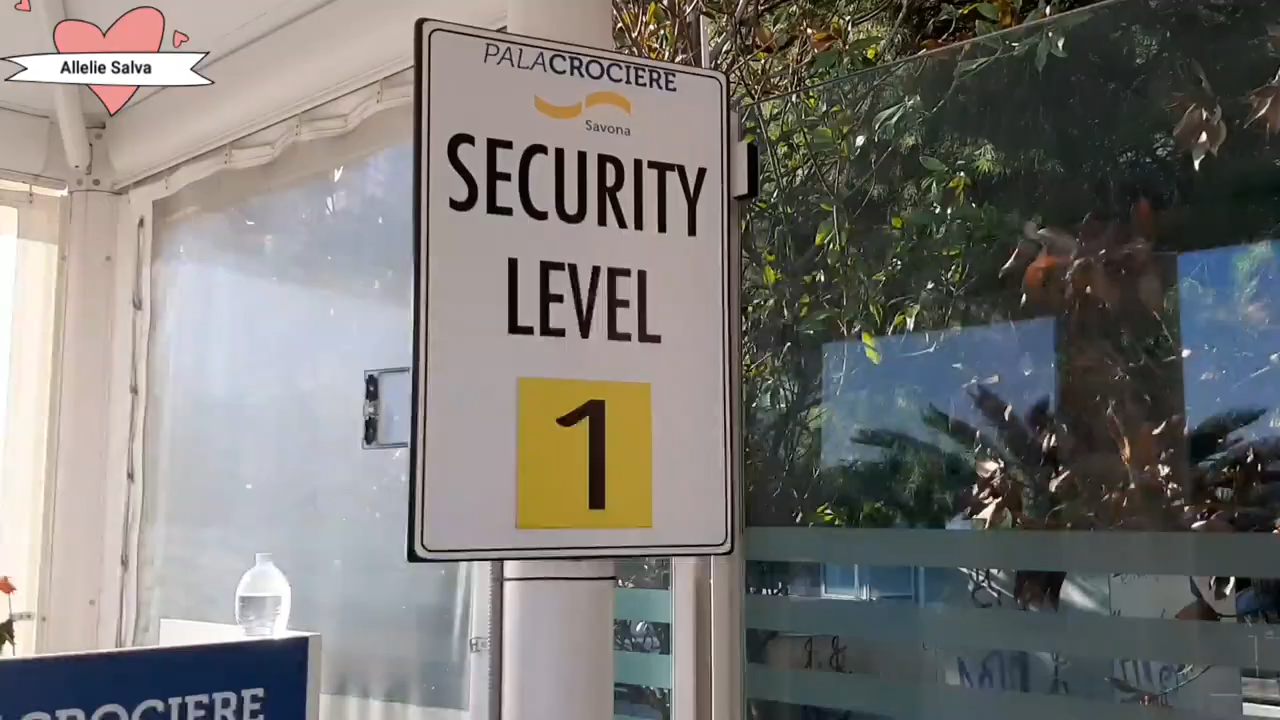 Allelie Salva
PALACROCIERE
Savona
SECURITY
LEVEL
1
CROCIERE